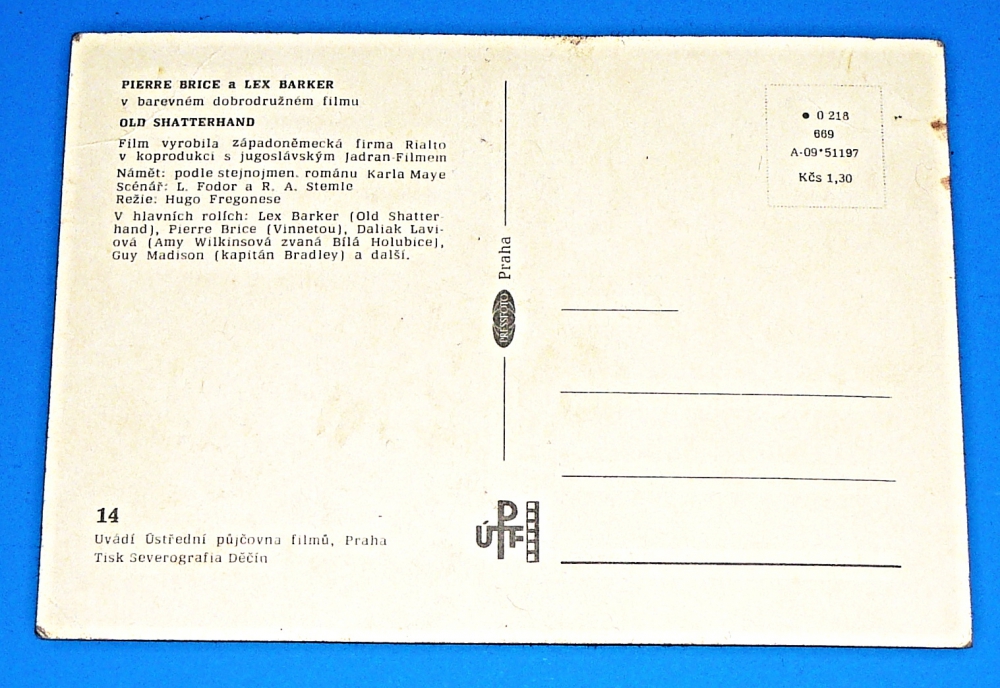 PIERRE BRICE a LEX BARKER
v barevném dobrodružném filmu
OLD SHATTERHAND
Film vyrobila západoněmecká firma Rialto
v koprodukci s jugoslávským Jadran-Filmem
Námět: podle stejnojmen. románu Karla Maye
Scénář: L. Fodor a R. A. Stemle
Režie: Hugo Fregonese
V hlavních rolích: Lex Barker (Old Shatter-
hand), Pierre Brice (Vinnetou), Daliah Lavi-
ová (Amy Wilkinsová zvaná Bílá Holubice),
Guy Madison (kapitán Bradley) a další.
14
Uvádí Ústřední půjčovna filmů, Praha
Tisk Severografia Děčín
PRESSFOTO Praha
ÚPTF
● 0 218
669
A-09*51197
Kčs 1,30